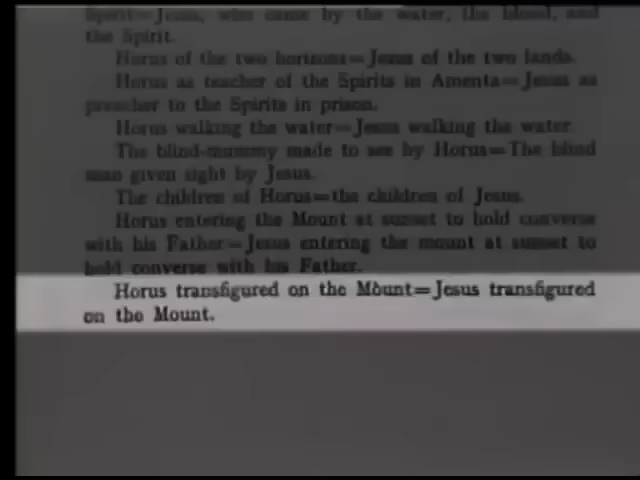 Spirit=Jesus, who came by the water, the blood, and
the Spirit.
Horus of the two horizons=Jesus of the two lands.
Horus as teacher of the Spirits in Amenta=Jesus as
preacher to the Spirits in prison.
Horus walking the water=Jesus walking the water.
The blind-mummy made to see by Horus=The blind
man given sight by Jesus.
The children of Horus=the children of Jesus.
Horus entering the Mount at sunset to hold converse
with his Father=Jesus entering the mount at sunset to
hold converse with his Father.
Horus transfigured on the Mount=Jesus transfigured
on the Mount.